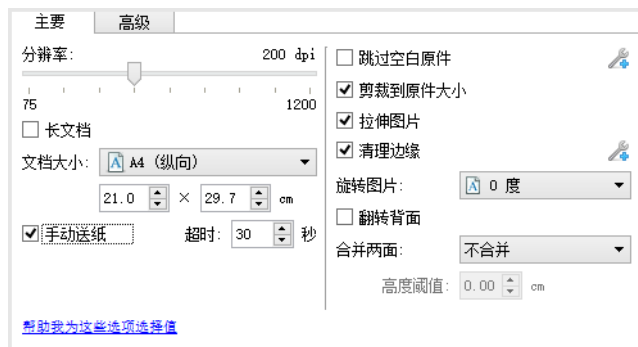 主要 高级
分辨率: 200 dpi
75 1200
长文档
文档大小: A4 (纵向)
21.0 × 29.7 cm
手动送纸 超时: 30 秒
帮助我为这些选项选择值
跳过空白原件
剪裁到原件大小
拉伸图片
清理边缘
旋转图片: 0 度
翻转背面
合并两面: 不合并
高度阈值: 0.00 cm